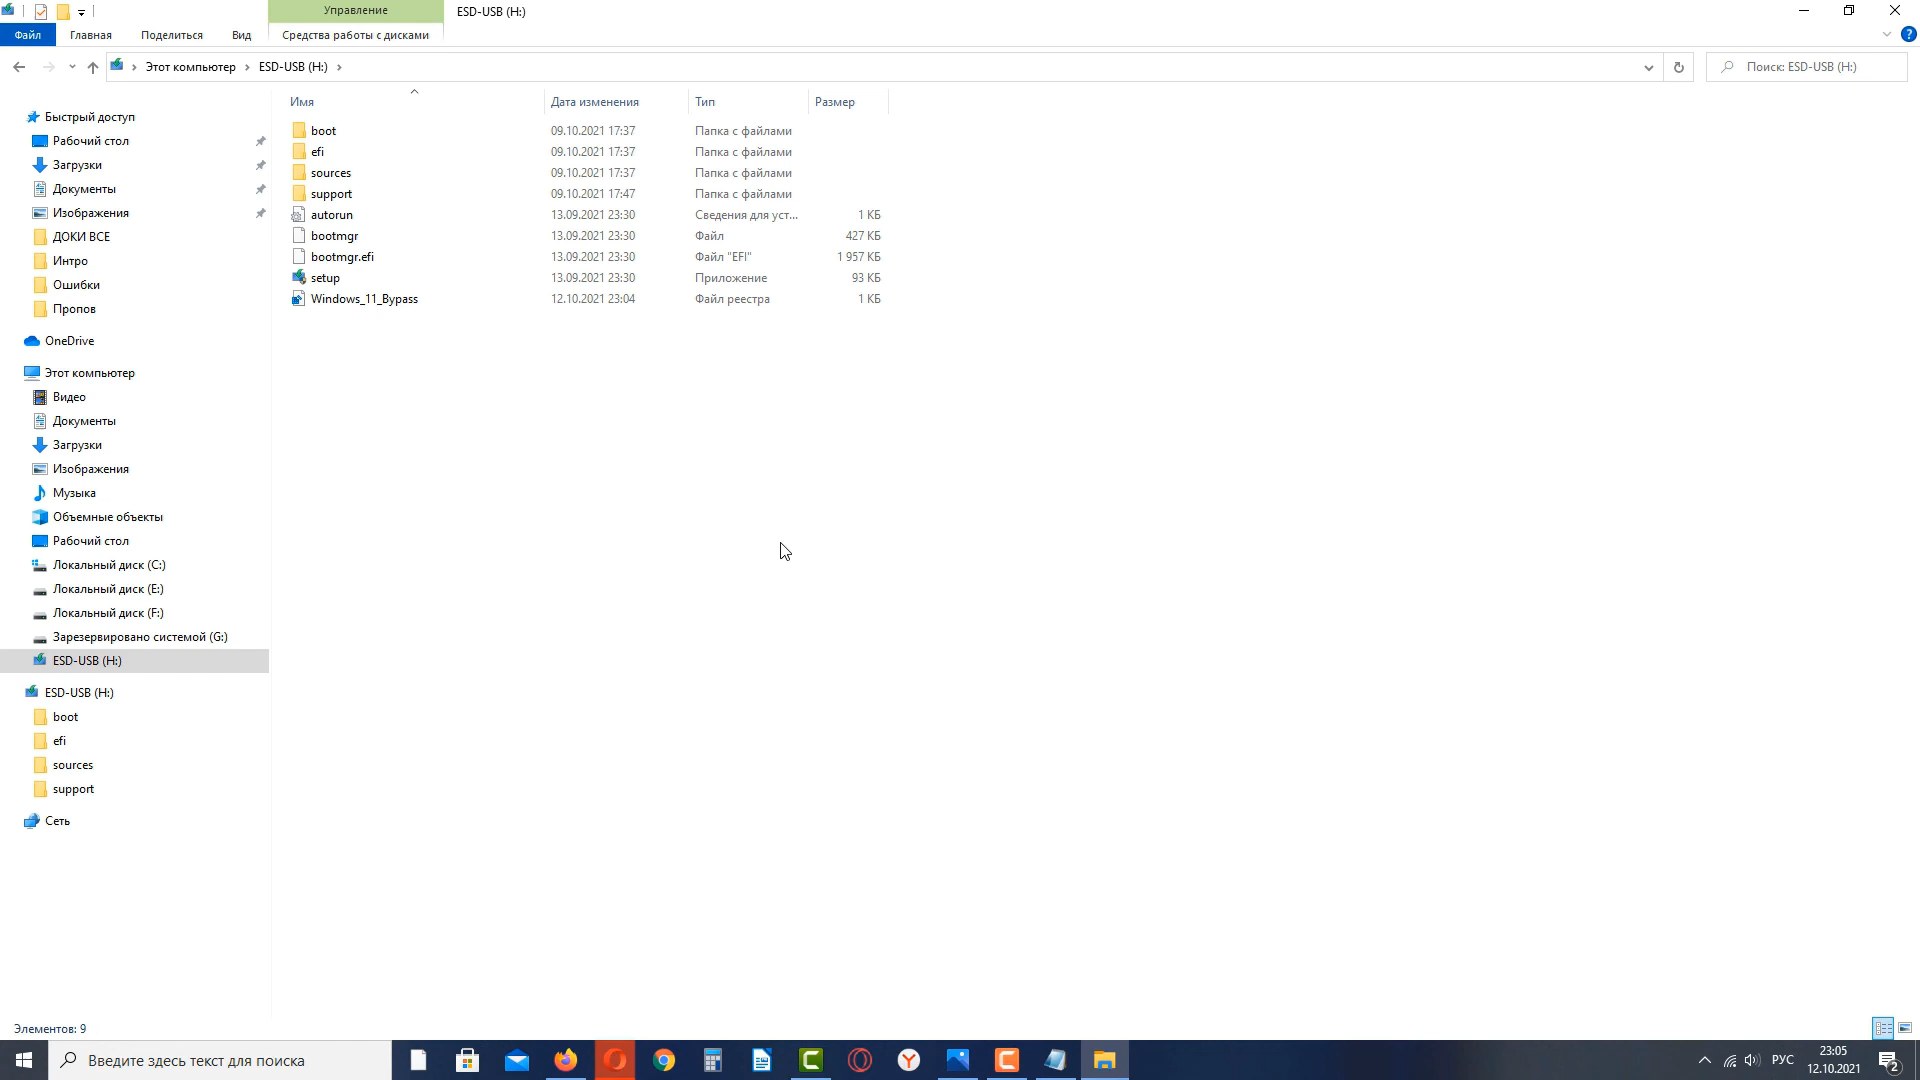 Управление
ESD-USB (H:)
Файл
Главная
Поделиться
Вид
Средства работы с дисками
Этот компьютер
ESD-USB (H:)
Поиск: ESD-USB (H:)
Имя
Дата изменения
Тип
Размер
boot 09.10.2021 17:37 Папка с файлами
efi 09.10.2021 17:37 Папка с файлами
sources 09.10.2021 17:37 Папка с файлами
support 09.10.2021 17:47 Папка с файлами
autorun 13.09.2021 23:30 Сведения для уст... 1 КБ
bootmgr 13.09.2021 23:30 Файл 427 КБ
bootmgr.efi 13.09.2021 23:30 Файл "EFI" 1 957 КБ
setup 13.09.2021 23:30 Приложение 93 КБ
Windows_11_Bypass 12.10.2021 23:04 Файл реестра 1 КБ
Быстрый доступ
Рабочий стол
Загрузки
Документы
Изображения
ДОКИ ВСЕ
Интро
Ошибки
Пропов
OneDrive
Этот компьютер
Видео
Документы
Загрузки
Изображения
Музыка
Объемные объекты
Рабочий стол
Локальный диск (C:)
Локальный диск (E:)
Локальный диск (F:)
Зарезервировано системой (G:)
ESD-USB (H:)
ESD-USB (H:)
boot
efi
sources
support
Сеть
Элементов: 9
Введите здесь текст для поиска
РУС
23:05
12.10.2021
2